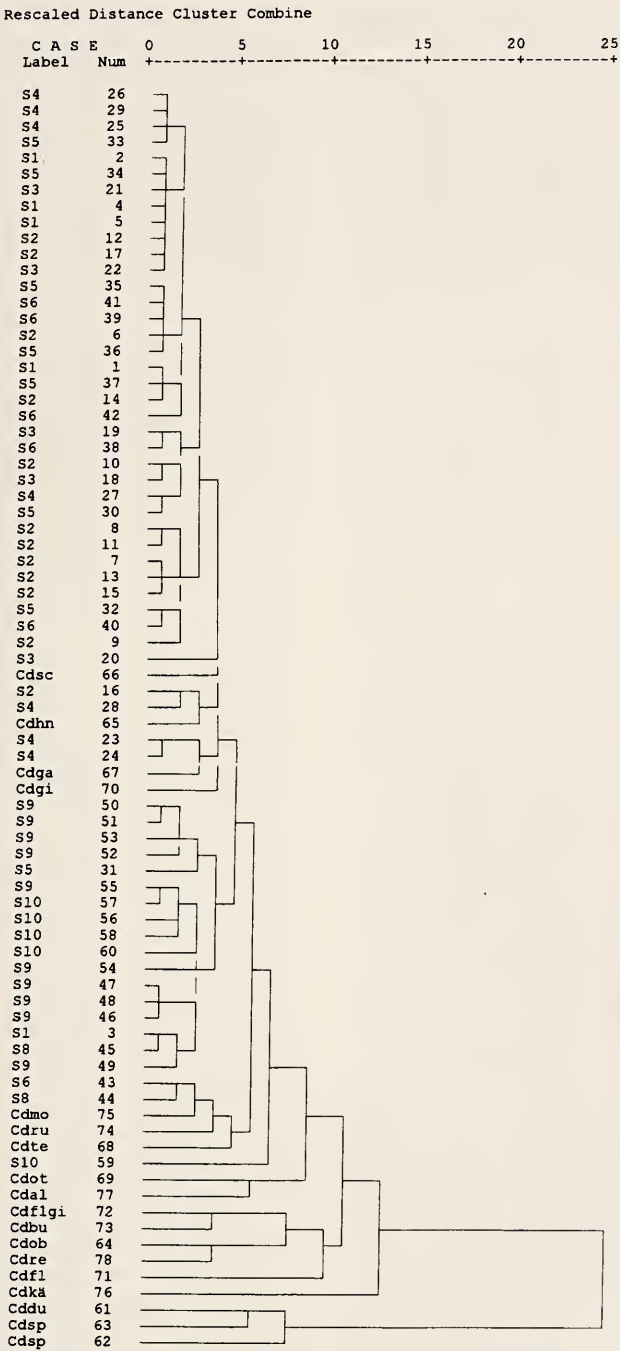 Rescaled Distance Cluster Combine
C A S E 0 5 10 15 20 25
Label Num +---------+---------+---------+---------+---------+
S4 26
S4 29
S4 25
S5 33
S1 2
S5 34
S3 21
S1 4
S1 5
S2 12
S2 17
S3 22
S5 35
S6 41
S6 39
S2 6
S5 36
S1 1
S5 37
S2 14
S6 42
S3 19
S6 38
S2 10
S3 18
S4 27
S5 30
S2 8
S2 11
S2 7
S2 13
S2 15
S5 32
S6 40
S2 9
S3 20
Cdsc 66
S2 16
S4 28
Cdhn 65
S4 23
S4 24
Cdga 67
Cdgi 70
S9 50
S9 51
S9 53
S9 52
S5 31
S9 55
S10 57
S10 56
S10 58
S10 60
S9 54
S9 47
S9 48
S9 46
S1 3
S8 45
S9 49
S6 43
S8 44
Cdmo 75
Cdru 74
Cdte 68
S10 59
Cdot 69
Cdal 77
Cdflgi 72
Cdbu 73
Cdob 64
Cdre 78
Cdfl 71
Cdkä 76
Cddu 61
Cdsp 63
Cdsp 62